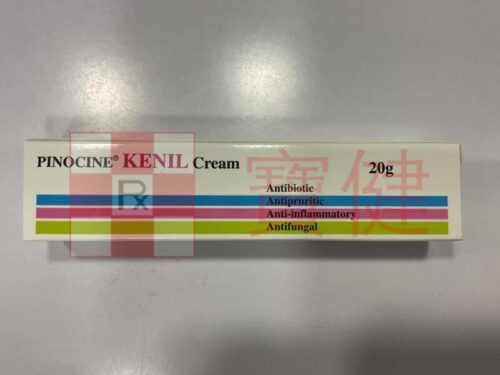 PINOCINE® KENIL Cream
20g
Antibiotic
Antipruritic
Anti-inflammatory
Antifungal
Rx
寶健